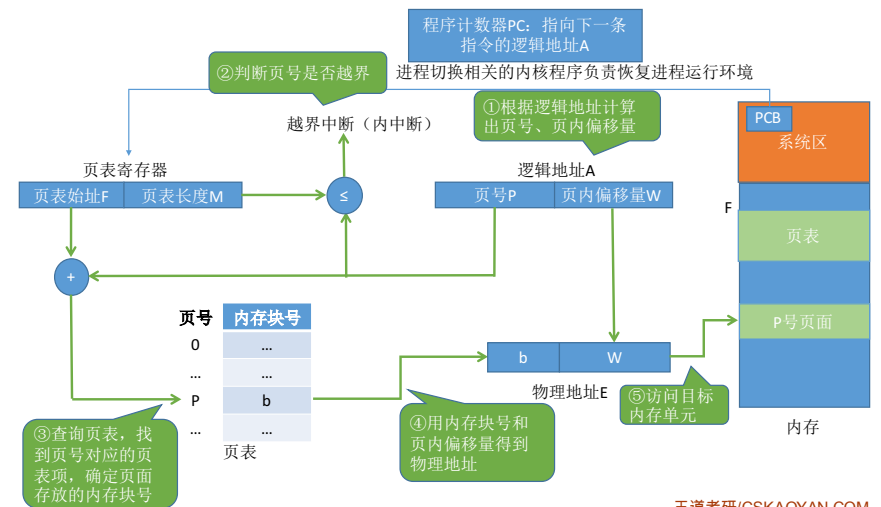 程序计数器PC：指向下一条
指令的逻辑地址A
②判断页号是否越界
进程切换相关的内核程序负责恢复进程运行环境
①根据逻辑地址计算
出页号、页内偏移量
越界中断（内中断）
PCB
系统区
页表寄存器
逻辑地址A
页表始址F
页表长度M
≤
页号P
页内偏移量W
F
页表
+
页号
内存块号
0
…
…
…
P
b
…
…
页表
P号页面
b
W
物理地址E
③查询页表，找
到页号对应的页
表项，确定页面
存放的内存块号
④用内存块号和
页内偏移量得到
物理地址
⑤访问目标
内存单元
内存
王道考研/CSKAOYAN.COM